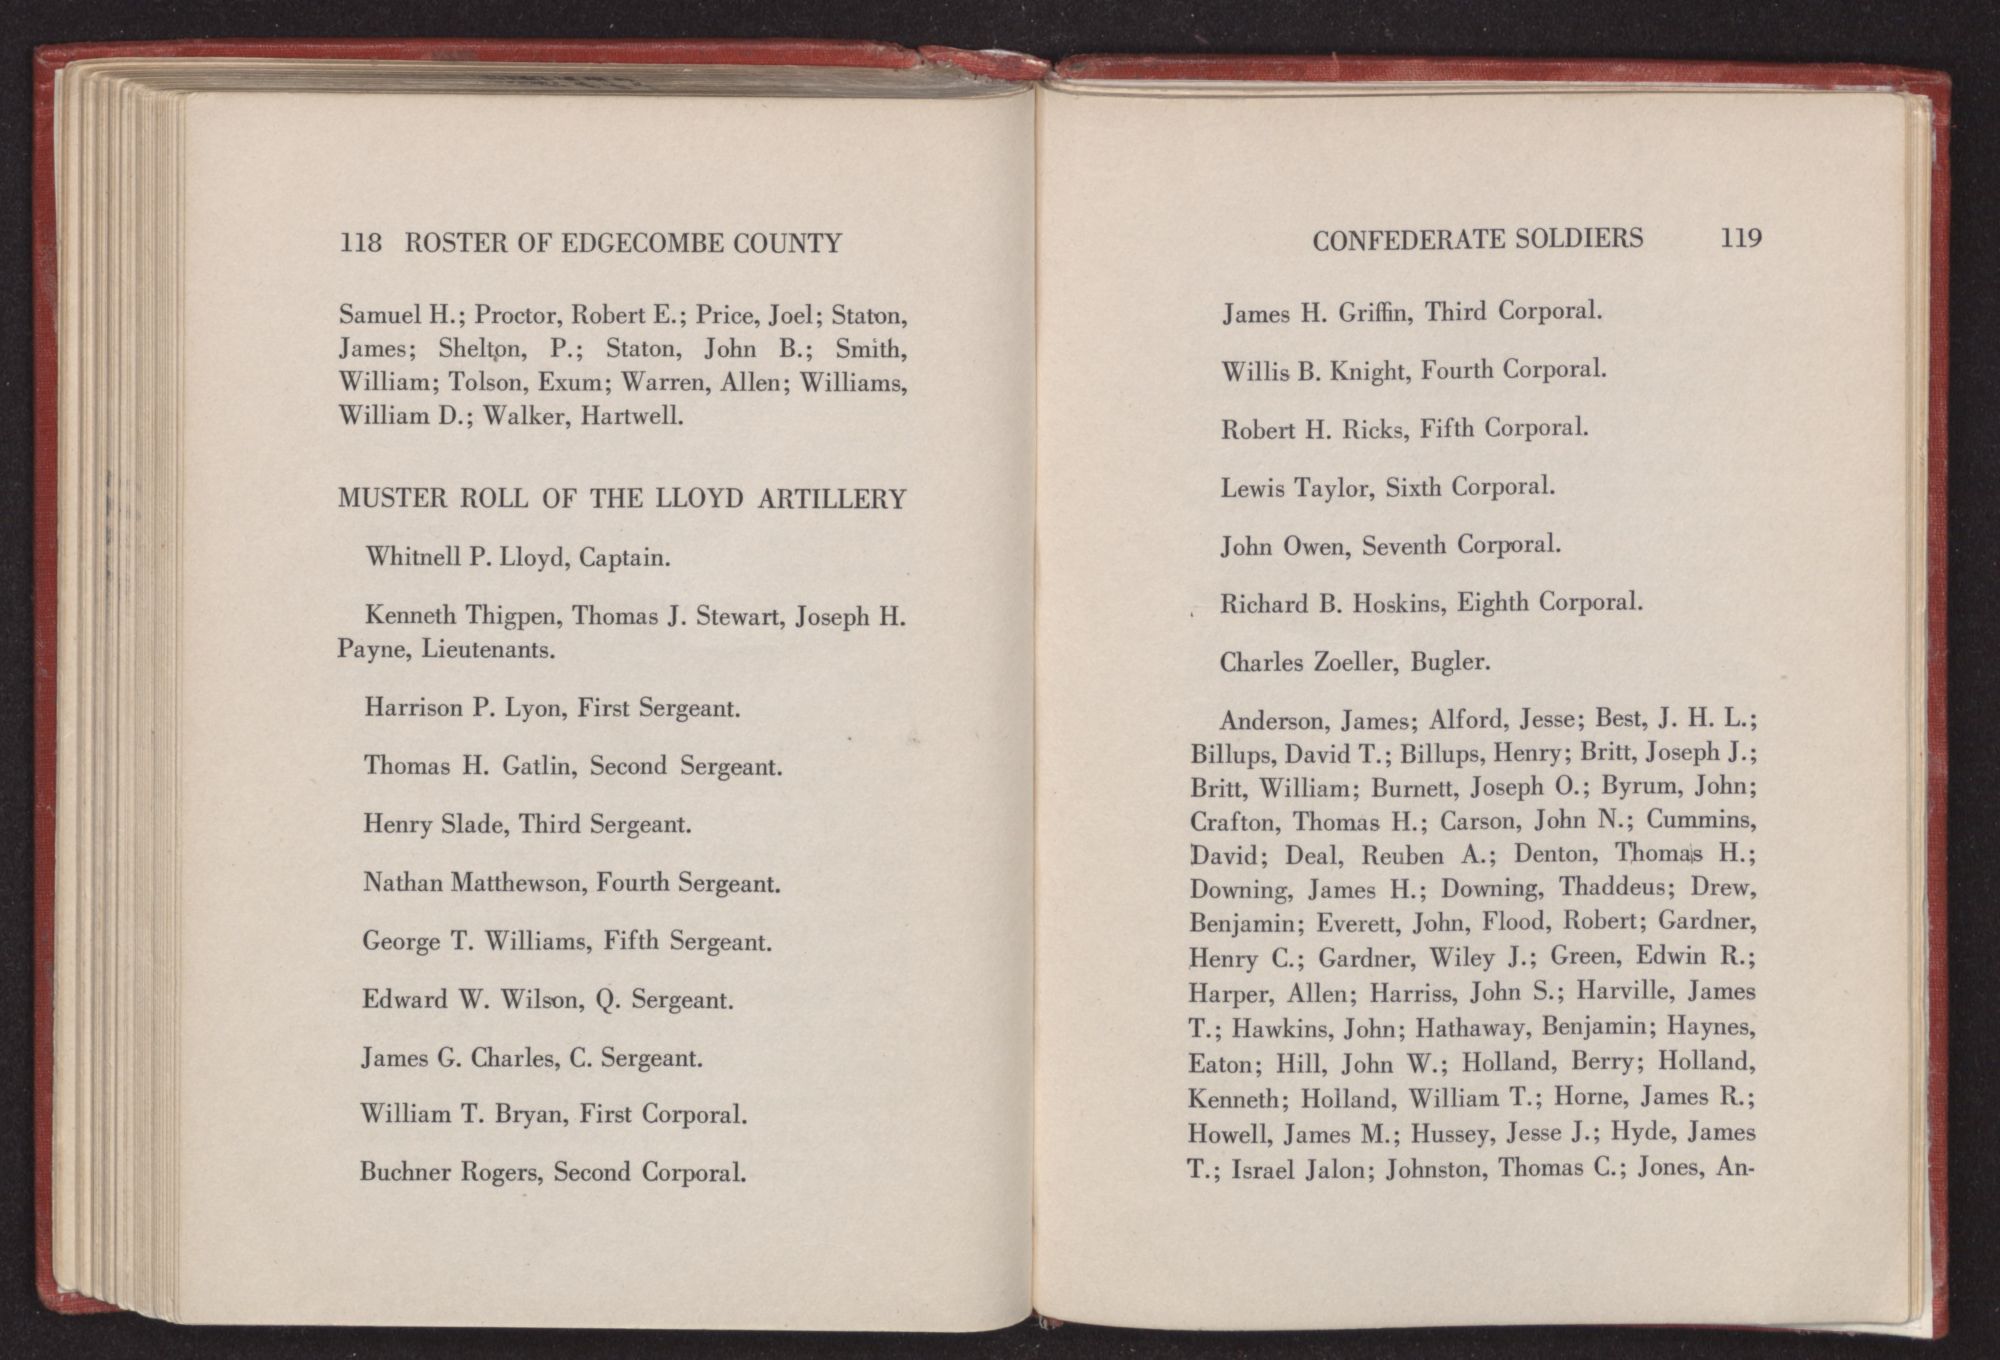 118 ROSTER OF EDGECOMBE COUNTY
Samuel H.; Proctor, Robert E.; Price, Joel; Staton,
James; Shelton, P.; Staton, John B.; Smith,
William; Tolson, Exum; Warren, Allen; Williams,
William D.; Walker, Hartwell.
MUSTER ROLL OF THE LLOYD ARTILLERY
Whitnell P. Lloyd, Captain.
Kenneth Thigpen, Thomas J. Stewart, Joseph H.
Payne, Lieutenants.
Harrison P. Lyon, First Sergeant.
Thomas H. Gatlin, Second Sergeant.
Henry Slade, Third Sergeant.
Nathan Matthewson, Fourth Sergeant.
George T. Williams, Fifth Sergeant.
Edward W. Wilson, Q. Sergeant.
James G. Charles, C. Sergeant.
William T. Bryan, First Corporal.
Buchner Rogers, Second Corporal.
CONFEDERATE SOLDIERS 119
James H. Griffin, Third Corporal.
Willis B. Knight, Fourth Corporal.
Robert H. Ricks, Fifth Corporal.
Lewis Taylor, Sixth Corporal.
John Owen, Seventh Corporal.
Richard B. Hoskins, Eighth Corporal.
Charles Zoeller, Bugler.
Anderson, James; Alford, Jesse; Best, J. H. L.;
Billups, David T.; Billups, Henry; Britt, Joseph J.;
Britt, William; Burnett, Joseph O.; Byrum, John;
Crafton, Thomas H.; Carson, John N.; Cummins,
David; Deal, Reuben A.; Denton, Thomas H.;
Downing, James H.; Downing, Thaddeus; Drew,
Benjamin; Everett, John, Flood, Robert; Gardner,
Henry C.; Gardner, Wiley J.; Green, Edwin R.;
Harper, Allen; Harriss, John S.; Harville, James
T.; Hawkins, John; Hathaway, Benjamin; Haynes,
Eaton; Hill, John W.; Holland, Berry; Holland,
Kenneth; Holland, William T.; Horne, James R.;
Howell, James M.; Hussey, Jesse J.; Hyde, James
T.; Israel Jalon; Johnston, Thomas C.; Jones, An-